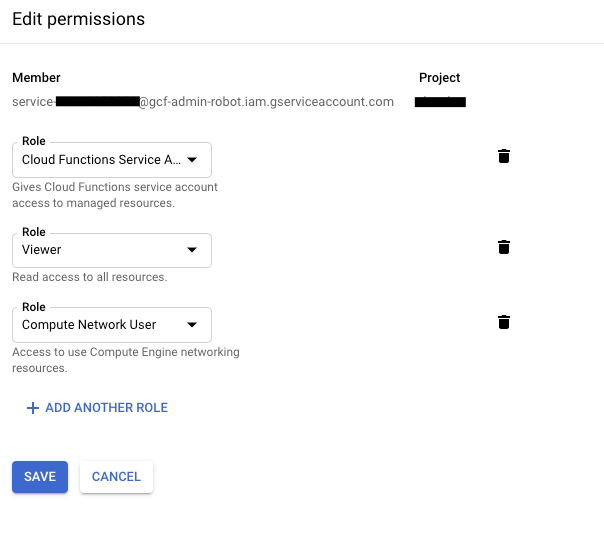 Edit permissions
Member Project
service- @gcf-admin-robot.iam.gserviceaccount.com
Role
Cloud Functions Service A...
Gives Cloud Functions service account
access to managed resources.
Role
Viewer
Read access to all resources.
Role
Compute Network User
Access to use Compute Engine networking
resources.
+ ADD ANOTHER ROLE
SAVE CANCEL